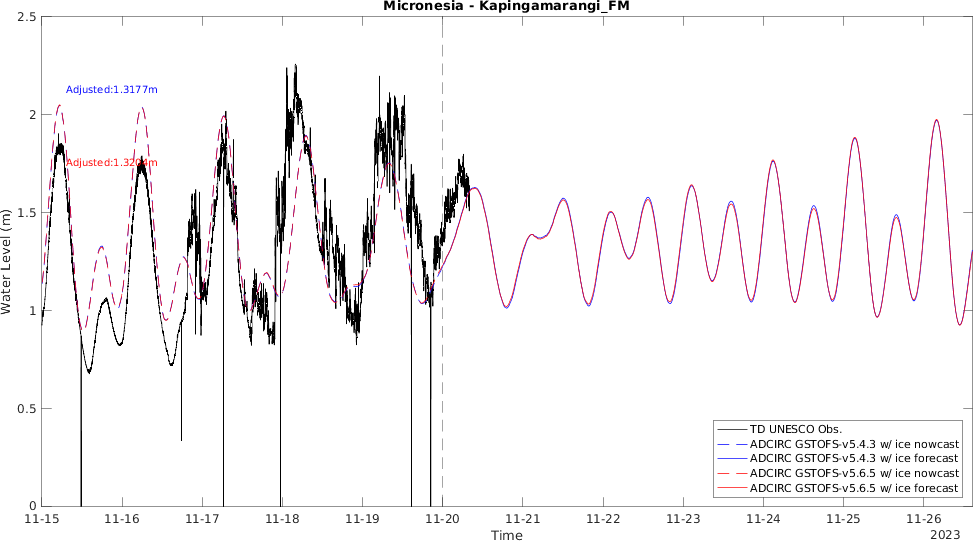 Micronesia - Kapingamarangi_FM
2.5
2
1.5
1
0.5
0
Water Level (m)
Adjusted:1.3177m
Adjusted:1.3204m
TD UNESCO Obs.
ADCIRC GSTOFS-v5.4.3 w/ ice nowcast
ADCIRC GSTOFS-v5.4.3 w/ ice forecast
ADCIRC GSTOFS-v5.6.5 w/ ice nowcast
ADCIRC GSTOFS-v5.6.5 w/ ice forecast
11-15 11-16 11-17 11-18 11-19 11-20 11-21 11-22 11-23 11-24 11-25 11-26
Time
2023